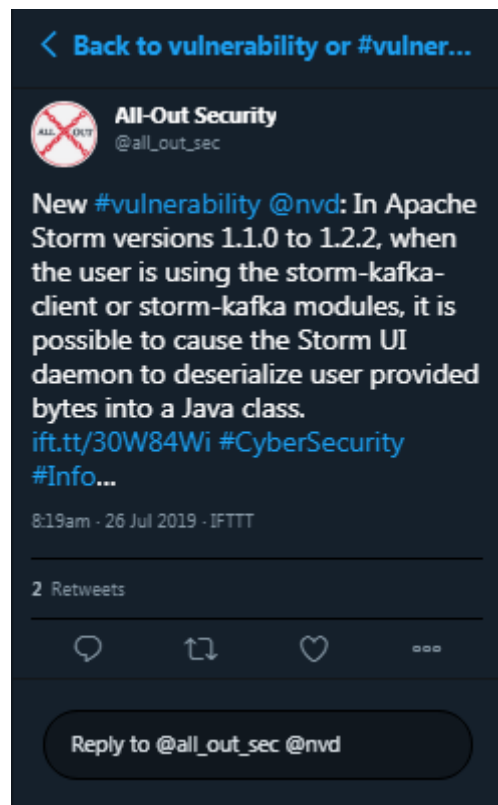 Back to vulnerability or #vulner...
ALL OUT
All-Out Security
@all_out_sec
New #vulnerability @nvd: In Apache
Storm versions 1.1.0 to 1.2.2, when
the user is using the storm-kafka-
client or storm-kafka modules, it is
possible to cause the Storm UI
daemon to deserialize user provided
bytes into a Java class.
ift.tt/30W84Wi #CyberSecurity
#Info...
8:19am · 26 Jul 2019 · IFTTT
2 Retweets
Reply to @all_out_sec @nvd